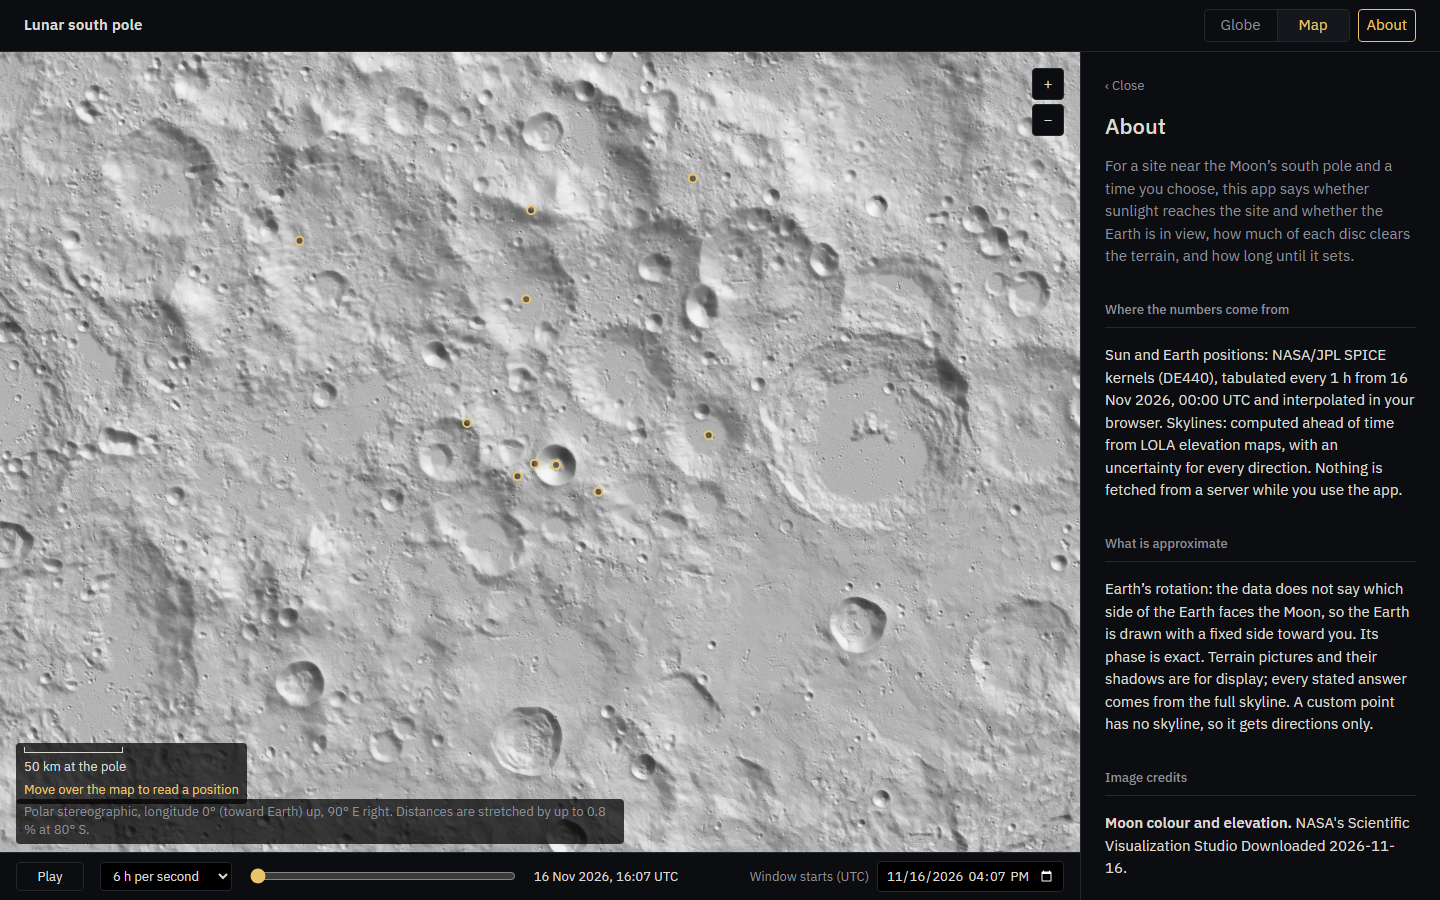 Lunar south pole
Globe
Map
About
+
−
50 km at the pole
Move over the map to read a position
Polar stereographic, longitude 0° (toward Earth) up, 90° E right. Distances are stretched by up to 0.8
% at 80° S.
Play
6 h per second
16 Nov 2026, 16:07 UTC
Window starts (UTC)
11/16/2026 04:07 PM
‹ Close
About
For a site near the Moon’s south pole and a
time you choose, this app says whether
sunlight reaches the site and whether the
Earth is in view, how much of each disc clears
the terrain, and how long until it sets.
Where the numbers come from
Sun and Earth positions: NASA/JPL SPICE
kernels (DE440), tabulated every 1 h from 16
Nov 2026, 00:00 UTC and interpolated in your
browser. Skylines: computed ahead of time
from LOLA elevation maps, with an
uncertainty for every direction. Nothing is
fetched from a server while you use the app.
What is approximate
Earth’s rotation: the data does not say which
side of the Earth faces the Moon, so the Earth
is drawn with a fixed side toward you. Its
phase is exact. Terrain pictures and their
shadows are for display; every stated answer
comes from the full skyline. A custom point
has no skyline, so it gets directions only.
Image credits
Moon colour and elevation. NASA's Scientific
Visualization Studio Downloaded 2026-11-
16.